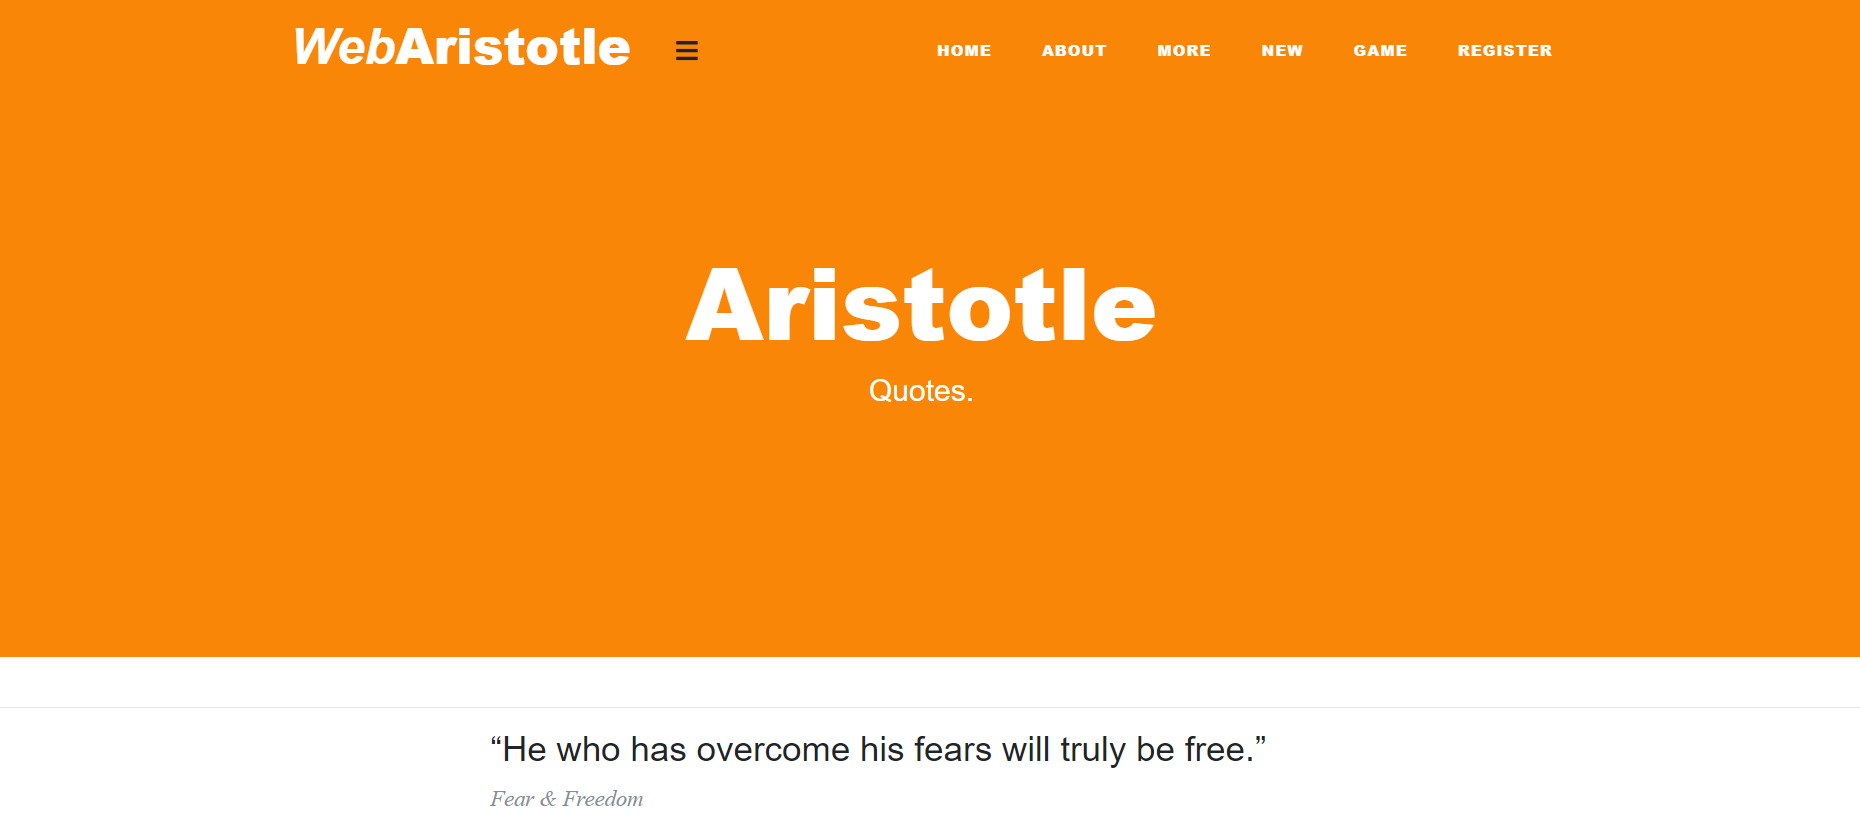 WebAristotle
HOME ABOUT MORE NEW GAME REGISTER
Aristotle
Quotes.
“He who has overcome his fears will truly be free.”
Fear & Freedom